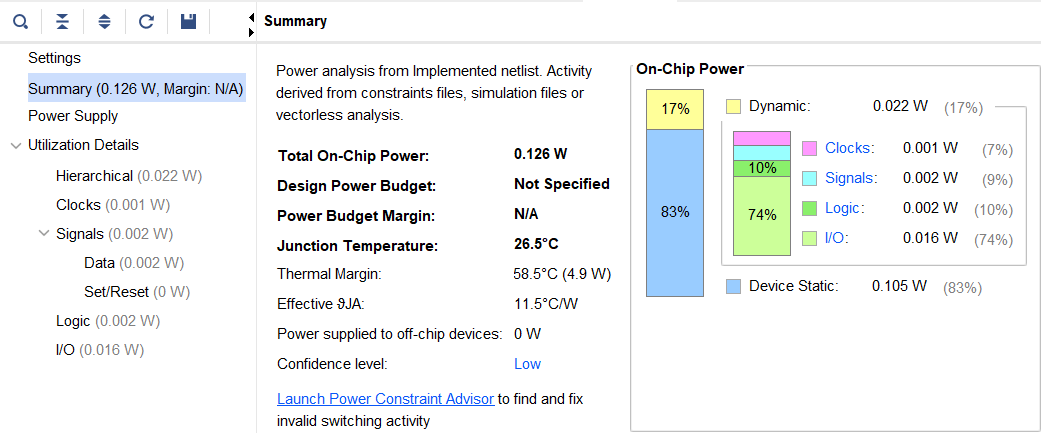 Summary
Settings
Summary (0.126 W, Margin: N/A)
Power Supply
Utilization Details
Hierarchical (0.022 W)
Clocks (0.001 W)
Signals (0.002 W)
Data (0.002 W)
Set/Reset (0 W)
Logic (0.002 W)
I/O (0.016 W)
Power analysis from Implemented netlist. Activity
derived from constraints files, simulation files or
vectorless analysis.
Total On-Chip Power: 0.126 W
Design Power Budget: Not Specified
Power Budget Margin: N/A
Junction Temperature: 26.5°C
Thermal Margin: 58.5°C (4.9 W)
Effective ϑJA: 11.5°C/W
Power supplied to off-chip devices: 0 W
Confidence level: Low
Launch Power Constraint Advisor to find and fix
invalid switching activity
On-Chip Power
17%
83%
Dynamic: 0.022 W (17%)
10%
74%
Clocks: 0.001 W (7%)
Signals: 0.002 W (9%)
Logic: 0.002 W (10%)
I/O: 0.016 W (74%)
Device Static: 0.105 W (83%)